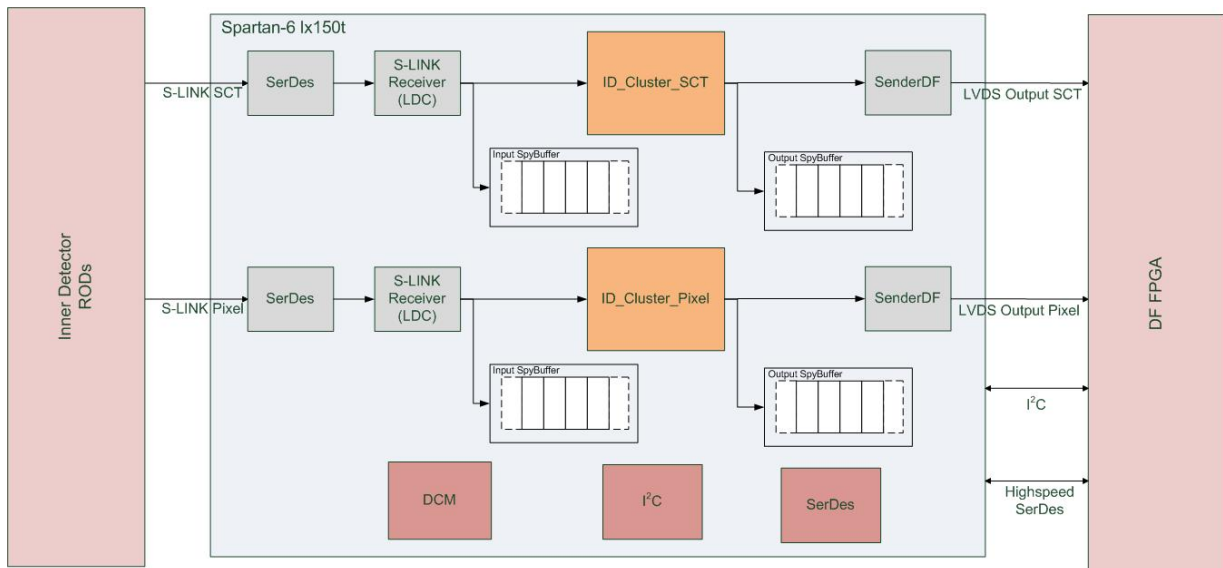 Spartan-6 lx150t
Inner Detector
RODs
S-LINK SCT
SerDes
S-LINK
Receiver
(LDC)
ID_Cluster_SCT
SenderDF
LVDS Output SCT
Input SpyBuffer
Output SpyBuffer
S-LINK Pixel
SerDes
S-LINK
Receiver
(LDC)
ID_Cluster_Pixel
SenderDF
LVDS Output Pixel
Input SpyBuffer
Output SpyBuffer
DCM
I²C
SerDes
I²C
Highspeed
SerDes
DF FPGA